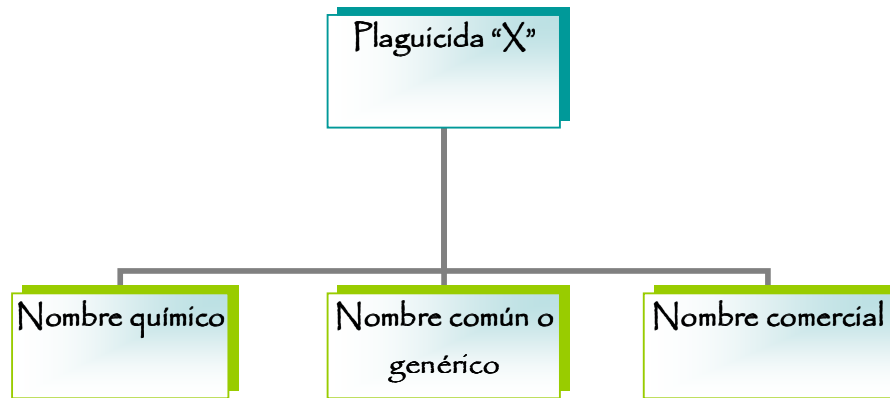 Plaguicida “X”
Nombre químico
Nombre común o
genérico
Nombre comercial